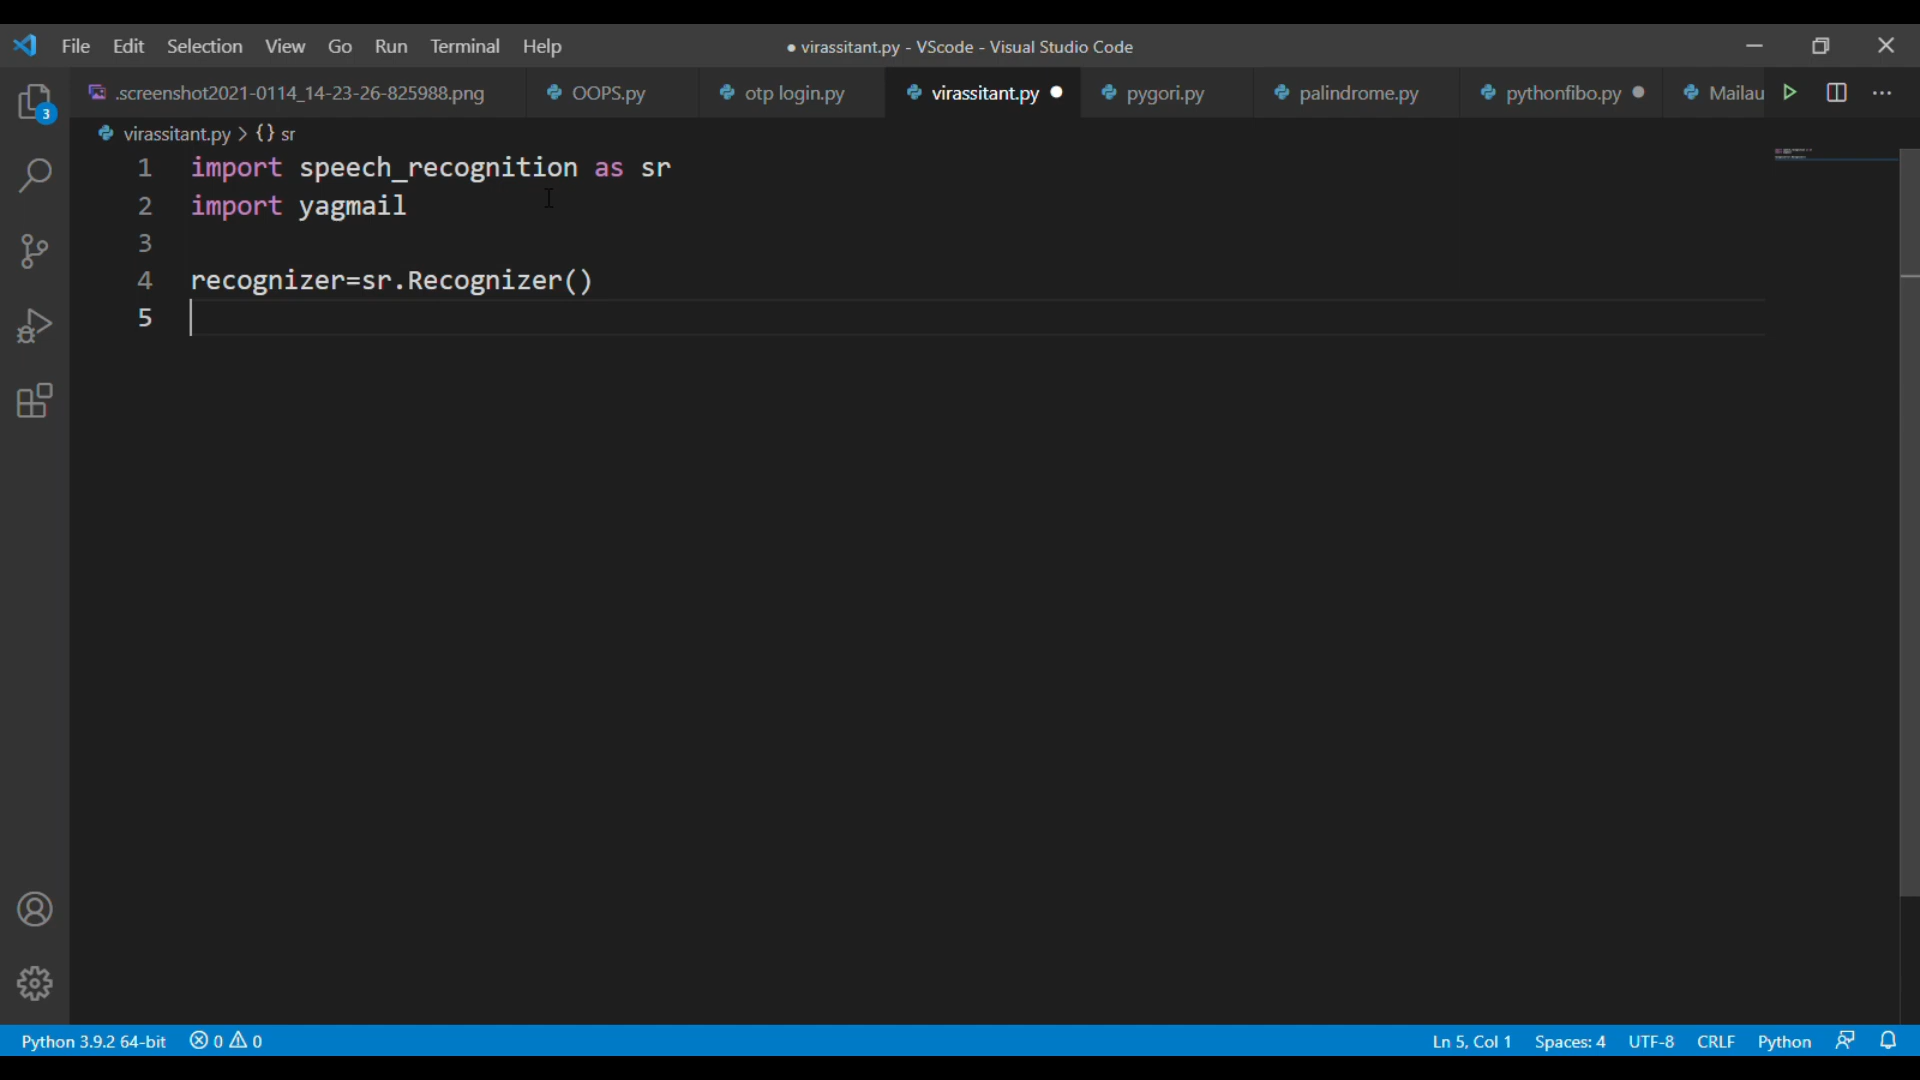 File Edit Selection View Go Run Terminal Help
● virassitant.py - VScode - Visual Studio Code
.screenshot2021-0114_14-23-26-825988.png OOPS.py otp login.py virassitant.py pygori.py palindrome.py pythonfibo.py Mailau
3
virassitant.py > {} sr
1 import speech_recognition as sr
2 import yagmail
3
4 recognizer=sr.Recognizer()
5
Python 3.9.2 64-bit 0 0 Ln 5, Col 1 Spaces: 4 UTF-8 CRLF Python